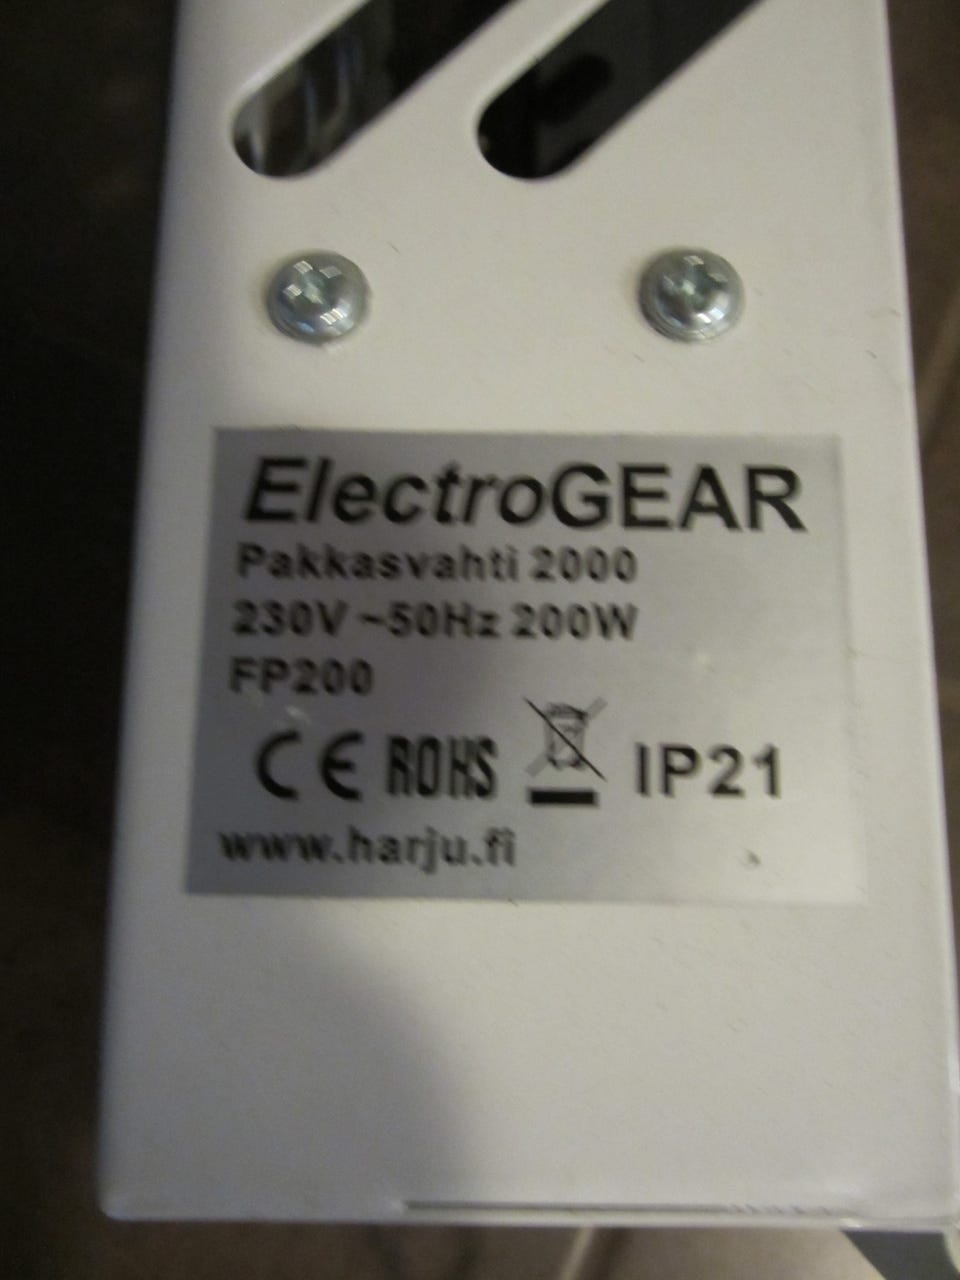 ElectroGEAR
Pakkasvahti 2000
230V ~50Hz 200W
FP200
CE ROHS IP21
www.harju.fi